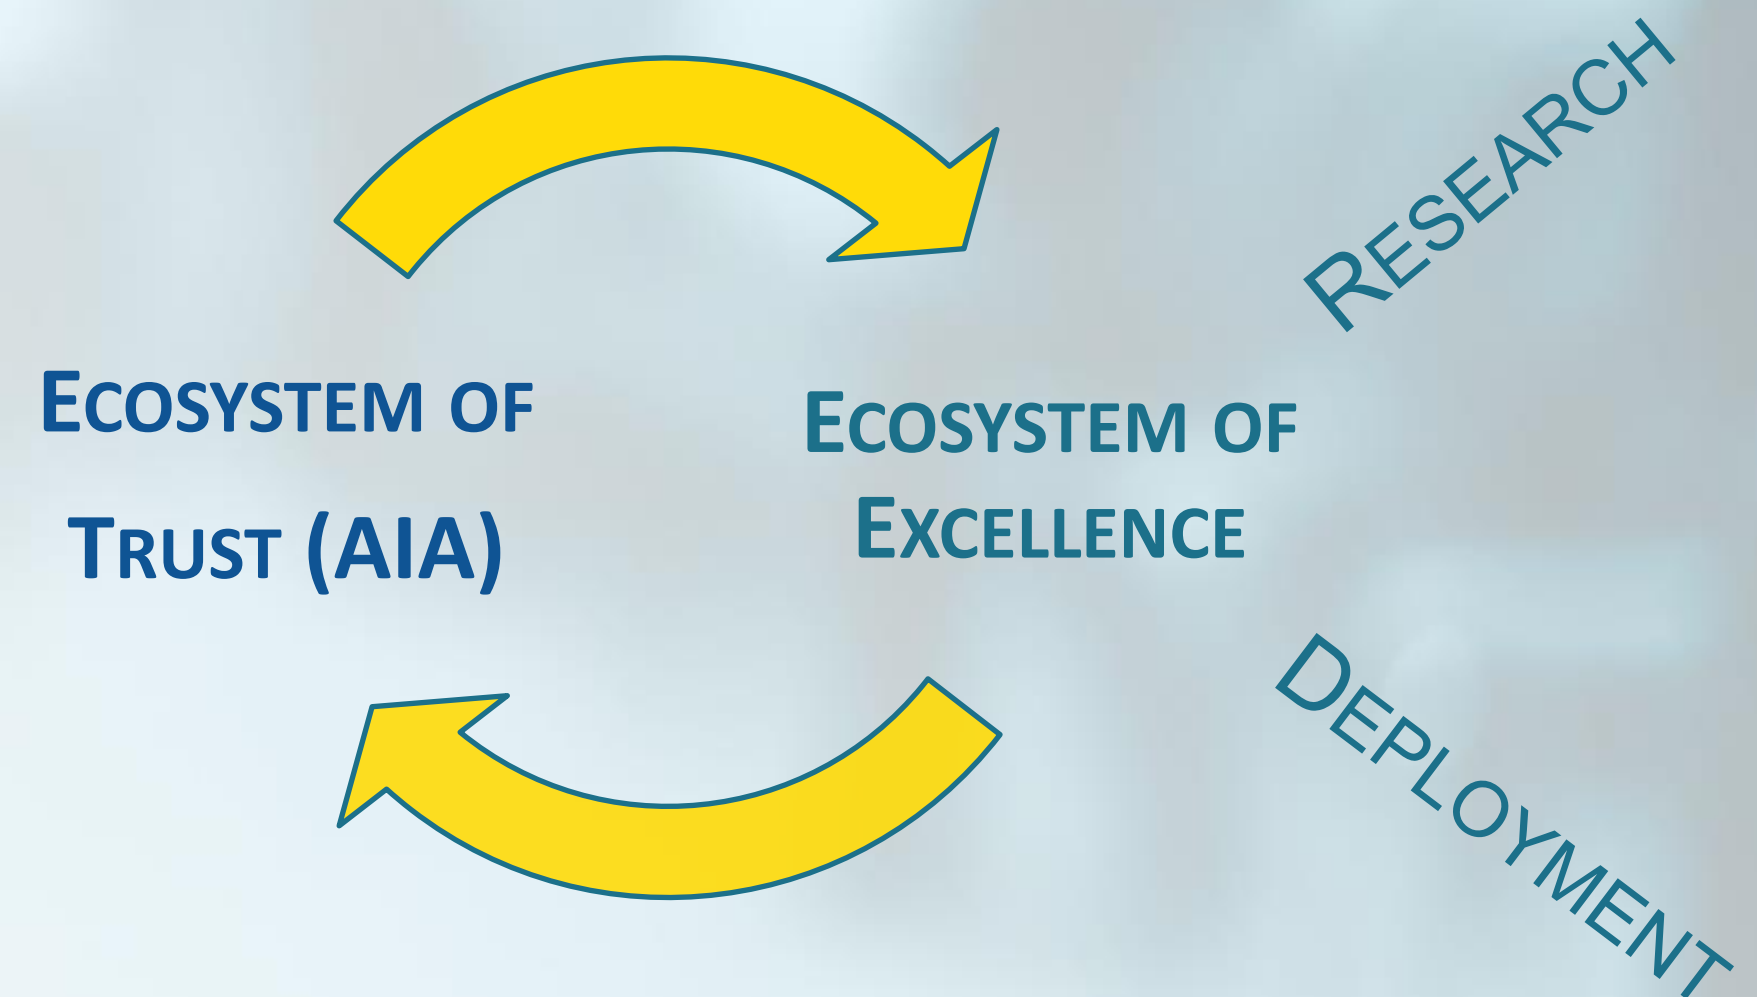 RESEARCH
ECOSYSTEM OF
TRUST (AIA)
ECOSYSTEM OF
EXCELLENCE
DEPLOYMENT